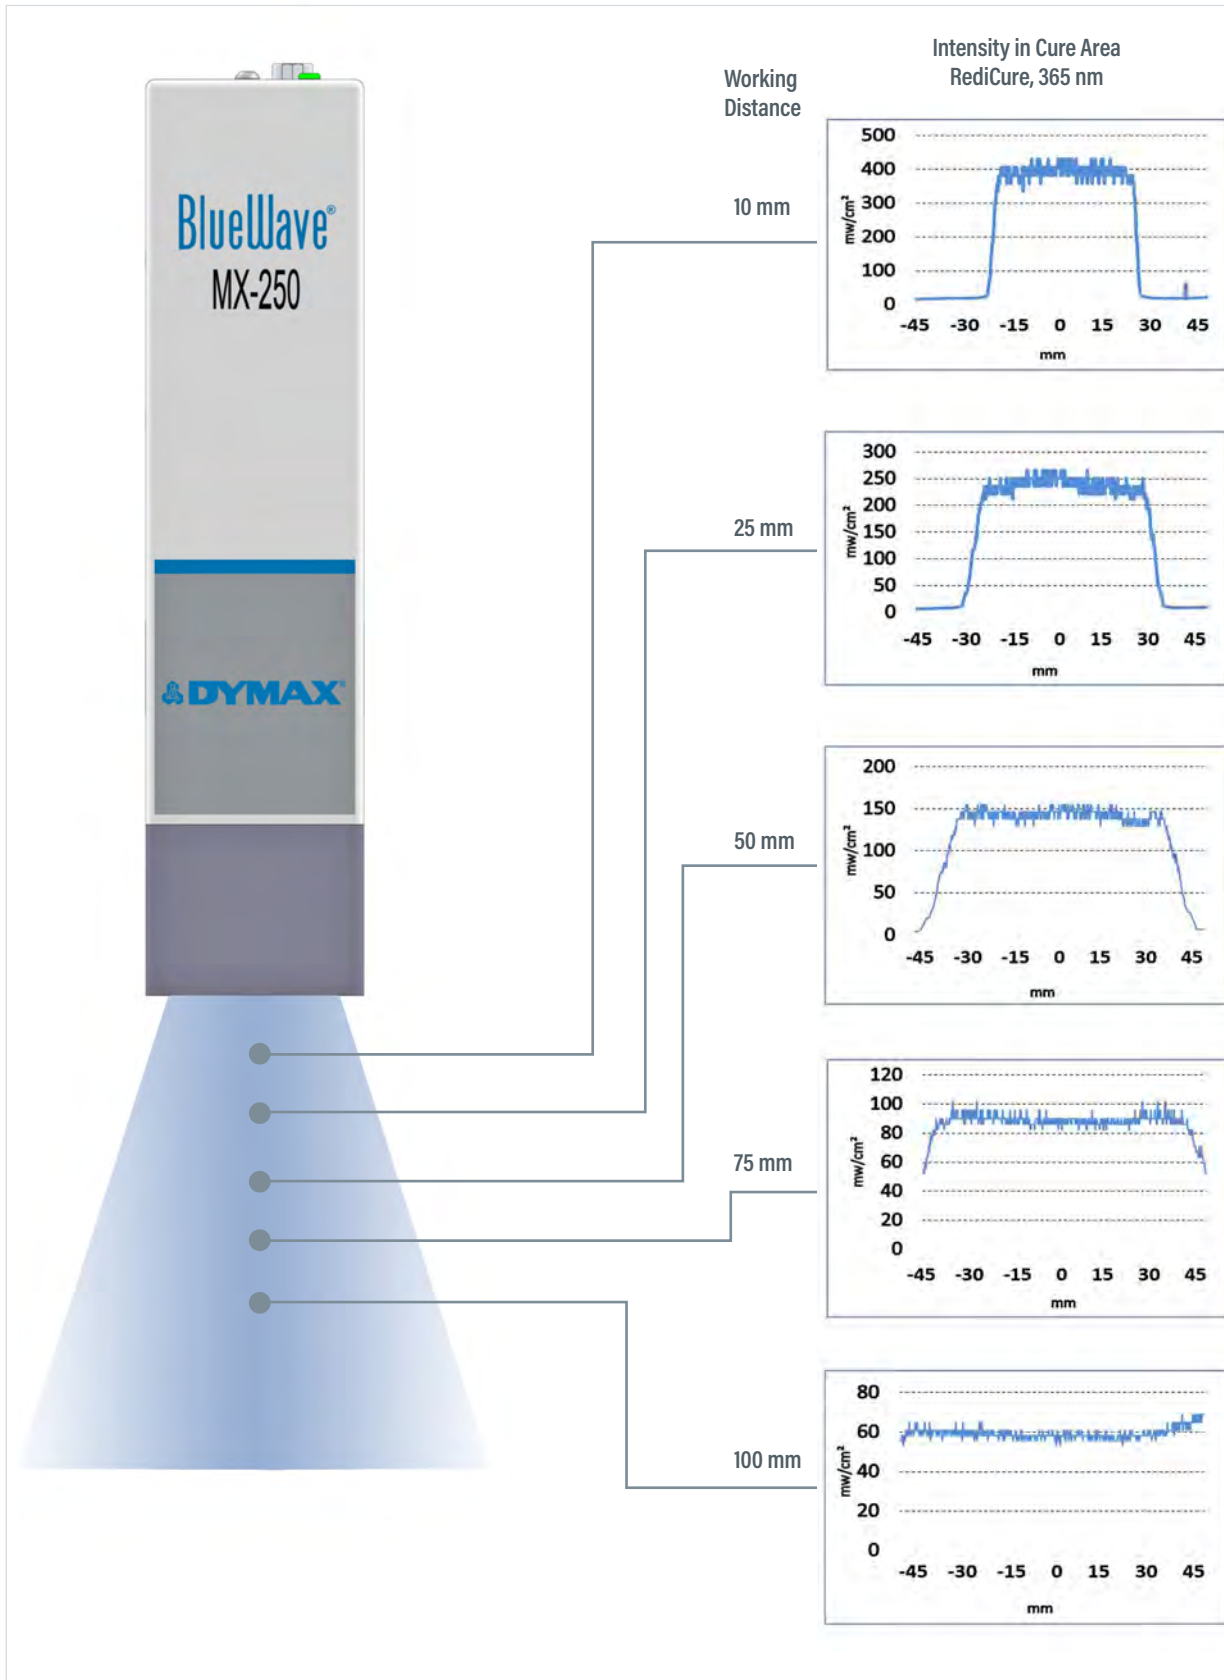 Intensity in Cure Area
RediCure, 365 nm
Working
Distance
BlueWave®
MX-250
DYMAX®
10 mm
500
400
300
200
100
0
mw/cm²
-45 -30 -15 0 15 30 45
mm
25 mm
300
250
200
150
100
50
0
mw/cm²
-45 -30 -15 0 15 30 45
mm
50 mm
200
150
100
50
0
mw/cm²
-45 -30 -15 0 15 30 45
mm
75 mm
120
100
80
60
40
20
0
mw/cm²
-45 -30 -15 0 15 30 45
mm
100 mm
80
60
40
20
0
mw/cm²
-45 -30 -15 0 15 30 45
mm